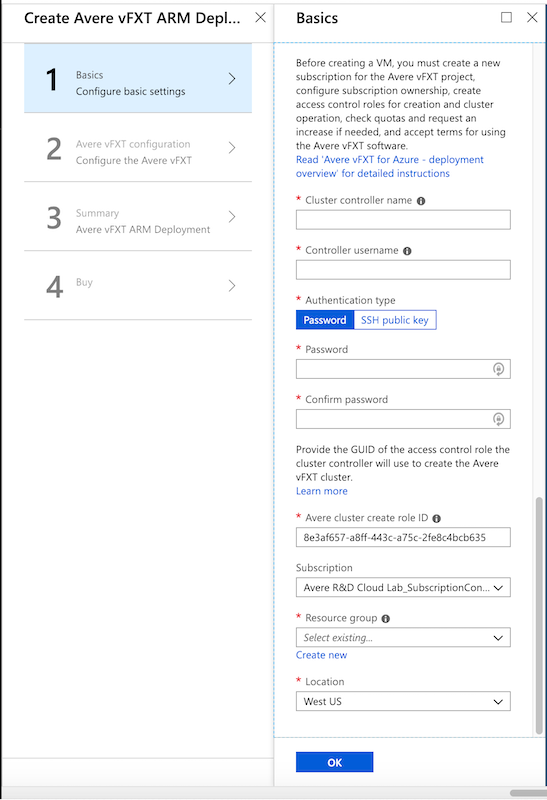 Create Avere vFXT ARM Depl...
1
Basics
Configure basic settings
2
Avere vFXT configuration
Configure the Avere vFXT
3
Summary
Avere vFXT ARM Deployment
4
Buy
Basics
Before creating a VM, you must create a new
subscription for the Avere vFXT project,
configure subscription ownership, create
access control roles for creation and cluster
operation, check quotas and request an
increase if needed, and accept terms for using
the Avere vFXT software.
Read 'Avere vFXT for Azure - deployment
overview' for detailed instructions
* Cluster controller name
* Controller username
* Authentication type
Password SSH public key
* Password
* Confirm password
Provide the GUID of the access control role the
cluster controller will use to create the Avere
vFXT cluster.
Learn more
* Avere cluster create role ID
8e3af657-a8ff-443c-a75c-2fe8c4bcb635
Subscription
Avere R&D Cloud Lab_SubscriptionCon...
* Resource group
Select existing...
Create new
* Location
West US
OK